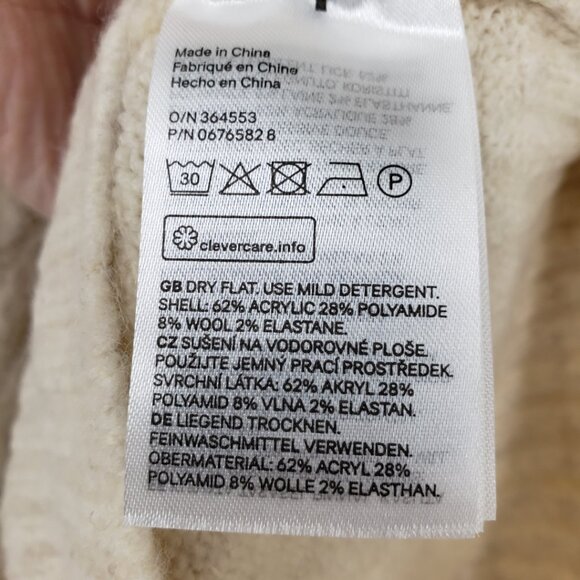 Made in China
Fabriqué en Chine
Hecho en China
O/N 364553
P/N 0676582 8
30
P
clevercare.info
GB DRY FLAT. USE MILD DETERGENT.
SHELL: 62% ACRYLIC 28% POLYAMIDE
8% WOOL 2% ELASTANE.
CZ SUŠENÍ NA VODOROVNÉ PLOŠE.
POUŽIJTE JEMNÝ PRACÍ PROSTŘEDEK.
SVRCHNÍ LÁTKA: 62% AKRYL 28%
POLYAMID 8% VLNA 2% ELASTAN.
DE LIEGEND TROCKNEN.
FEINWASCHMITTEL VERWENDEN.
OBERMATERIAL: 62% ACRYL 28%
POLYAMID 8% WOLLE 2% ELASTHAN.